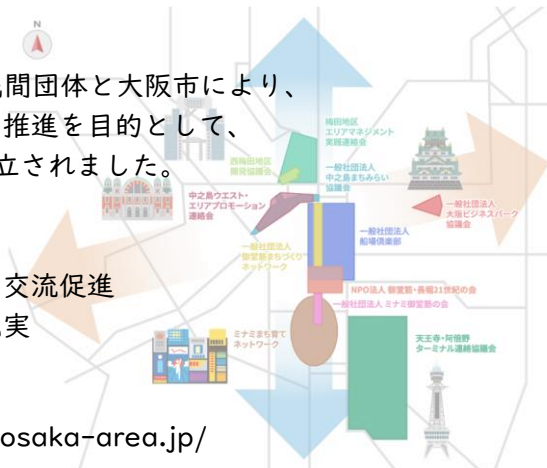 N
間団体と大阪市により、
推進を目的として、
立されました。
梅田地区
エリアマネジメント
実践連絡会
西梅田地区
開発協議会
一般社団法人
中之島まちみらい
協議会
中之島ウエスト・
エリアプロモーション
連絡会
一般社団法人
大阪ビジネスパーク
協議会
一般社団法人
船場倶楽部
一般社団法人
御堂筋まちづくり
ネットワーク
交流促進
実
NPO法人 御堂筋・長堀21世紀の会
一般社団法人 ミナミ御堂筋の会
ミナミまち育て
ネットワーク
天王寺・阿倍野
ターミナル連絡協議会
osaka-area.jp/